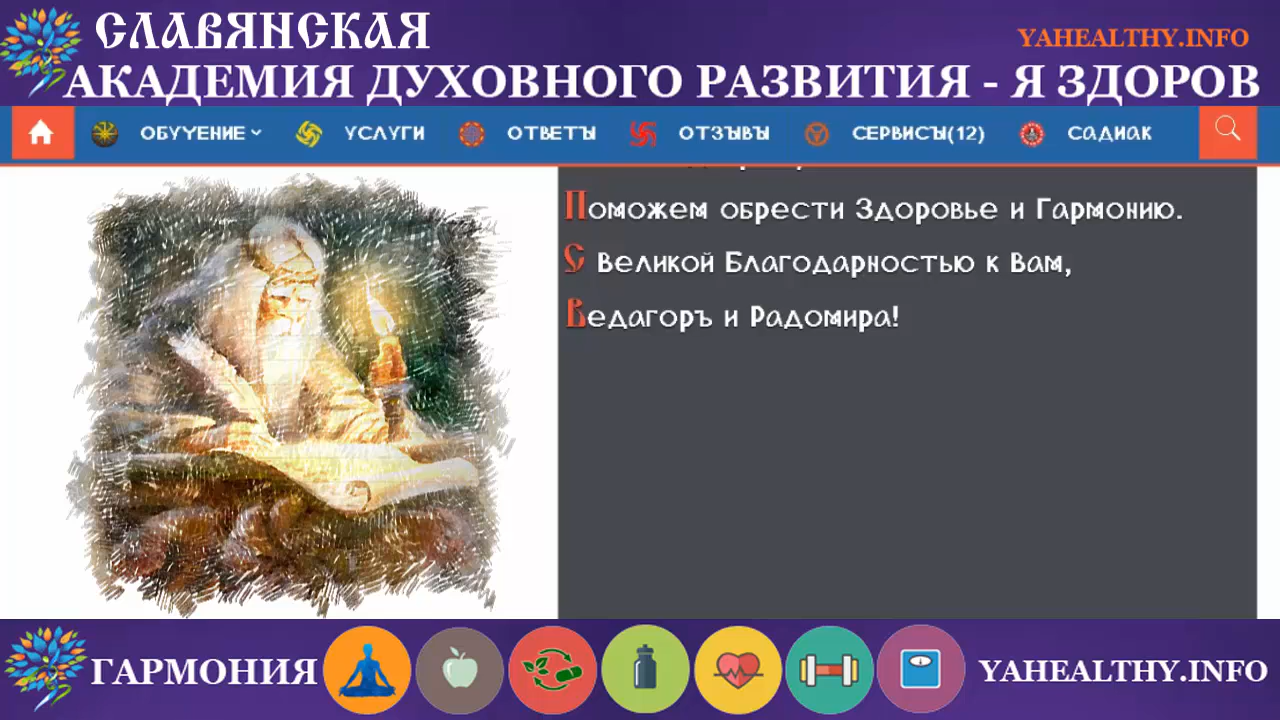 СЛАВЯНСКАЯ
YAHEALTHY.INFO
АКАДЕМИЯ ДУХОВНОГО РАЗВИТИЯ - Я ЗДОРОВ
ОБУЧЕНИЕ
УСЛУГИ
ОТВЕТЫ
ОТЗЫВЫ
СЕРВИСЫ(12)
САДИАК
Поможем обрести Здоровье и Гармонию.
С Великой Благодарностью к Вам,
Ведагоръ и Радомира!
ГАРМОНИЯ
YAHEALTHY.INFO